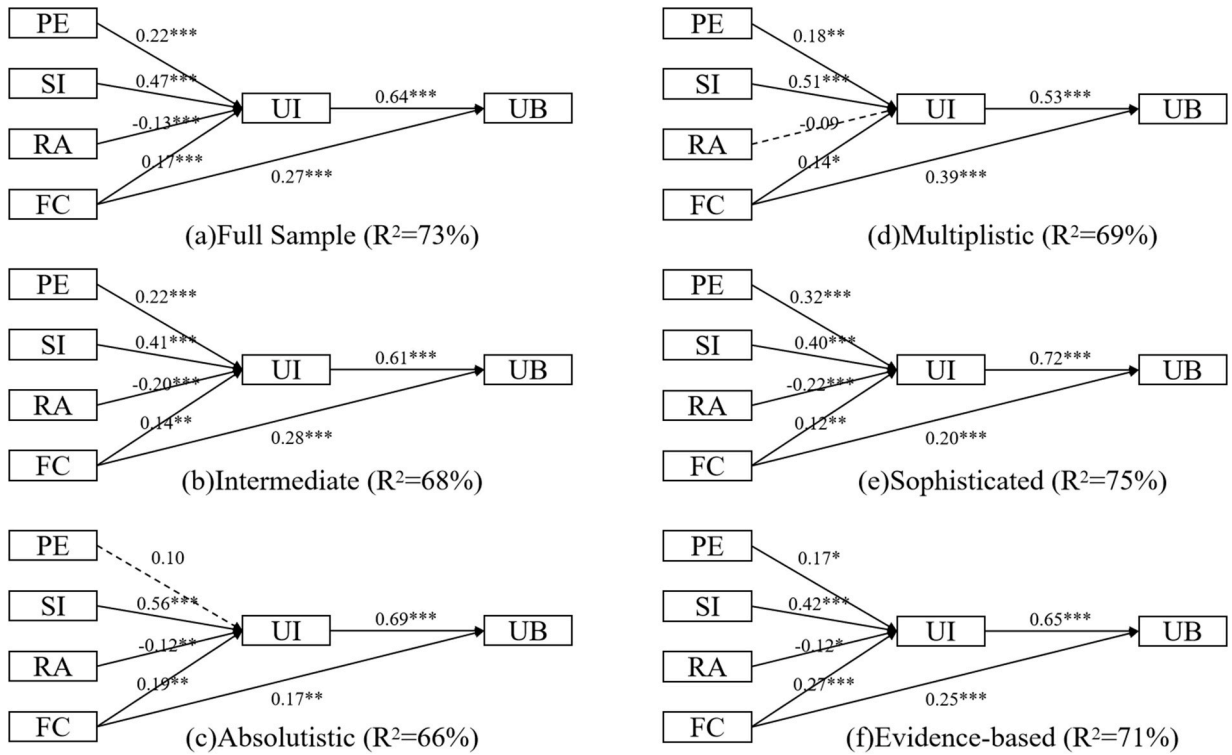 PE
0.22***
SI
0.47***
UI
0.64***
UB
RA
-0.13***
0.17***
FC
0.27***
(a)Full Sample (R²=73%)
PE
0.18**
SI
0.51***
UI
0.53***
UB
RA
-0.09
0.14*
FC
0.39***
(d)Multiplistic (R²=69%)
PE
0.22***
SI
0.41***
UI
0.61***
UB
RA
-0.20***
0.14**
FC
0.28***
(b)Intermediate (R²=68%)
PE
0.32***
SI
0.40***
UI
0.72***
UB
RA
-0.22***
0.12**
FC
0.20***
(e)Sophisticated (R²=75%)
PE
0.10
SI
0.56***
UI
0.69***
UB
RA
-0.12**
0.19**
FC
0.17**
(c)Absolutistic (R²=66%)
PE
0.17*
SI
0.42***
UI
0.65***
UB
RA
-0.12*
0.27***
FC
0.25***
(f)Evidence-based (R²=71%)